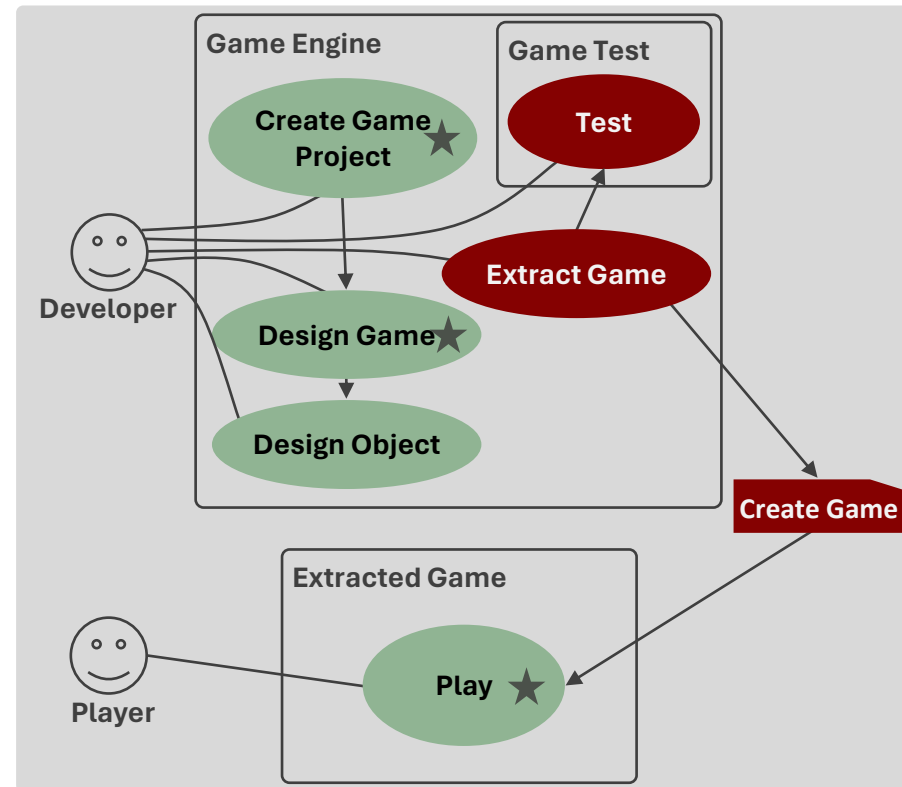 Game Engine
Game Test
Create Game
Project
Test
Extract Game
Developer
Design Game
Design Object
Create Game
Extracted Game
Play
Player